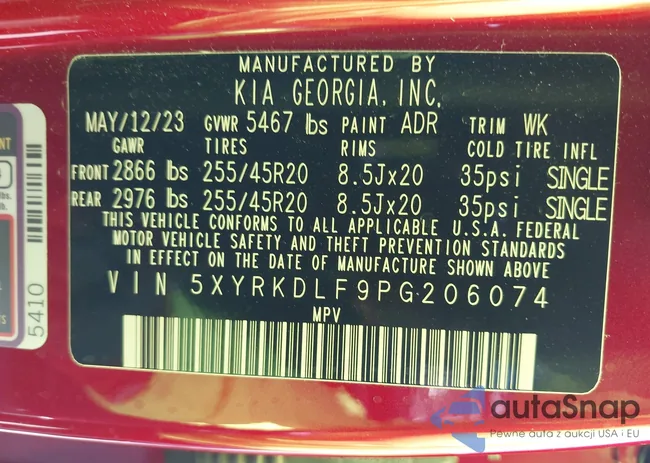 MANUFACTURED BY
KIA GEORGIA, INC.
MAY/12/23 GVWR 5467 lbs PAINT ADR TRIM WK
GAWR TIRES RIMS COLD TIRE INFL
FRONT 2866 lbs 255/45R20 8.5Jx20 35psi SINGLE
REAR 2976 lbs 255/45R20 8.5Jx20 35psi SINGLE
THIS VEHICLE CONFORMS TO ALL APPLICABLE U.S.A. FEDERAL
MOTOR VEHICLE SAFETY AND THEFT PREVENTION STANDARDS
IN EFFECT ON THE DATE OF MANUFACTURE SHOWN ABOVE
VIN 5XYRKDLF9PG206074
MPV
5410
autaSnap
Pewne auta z aukcji USA i EU